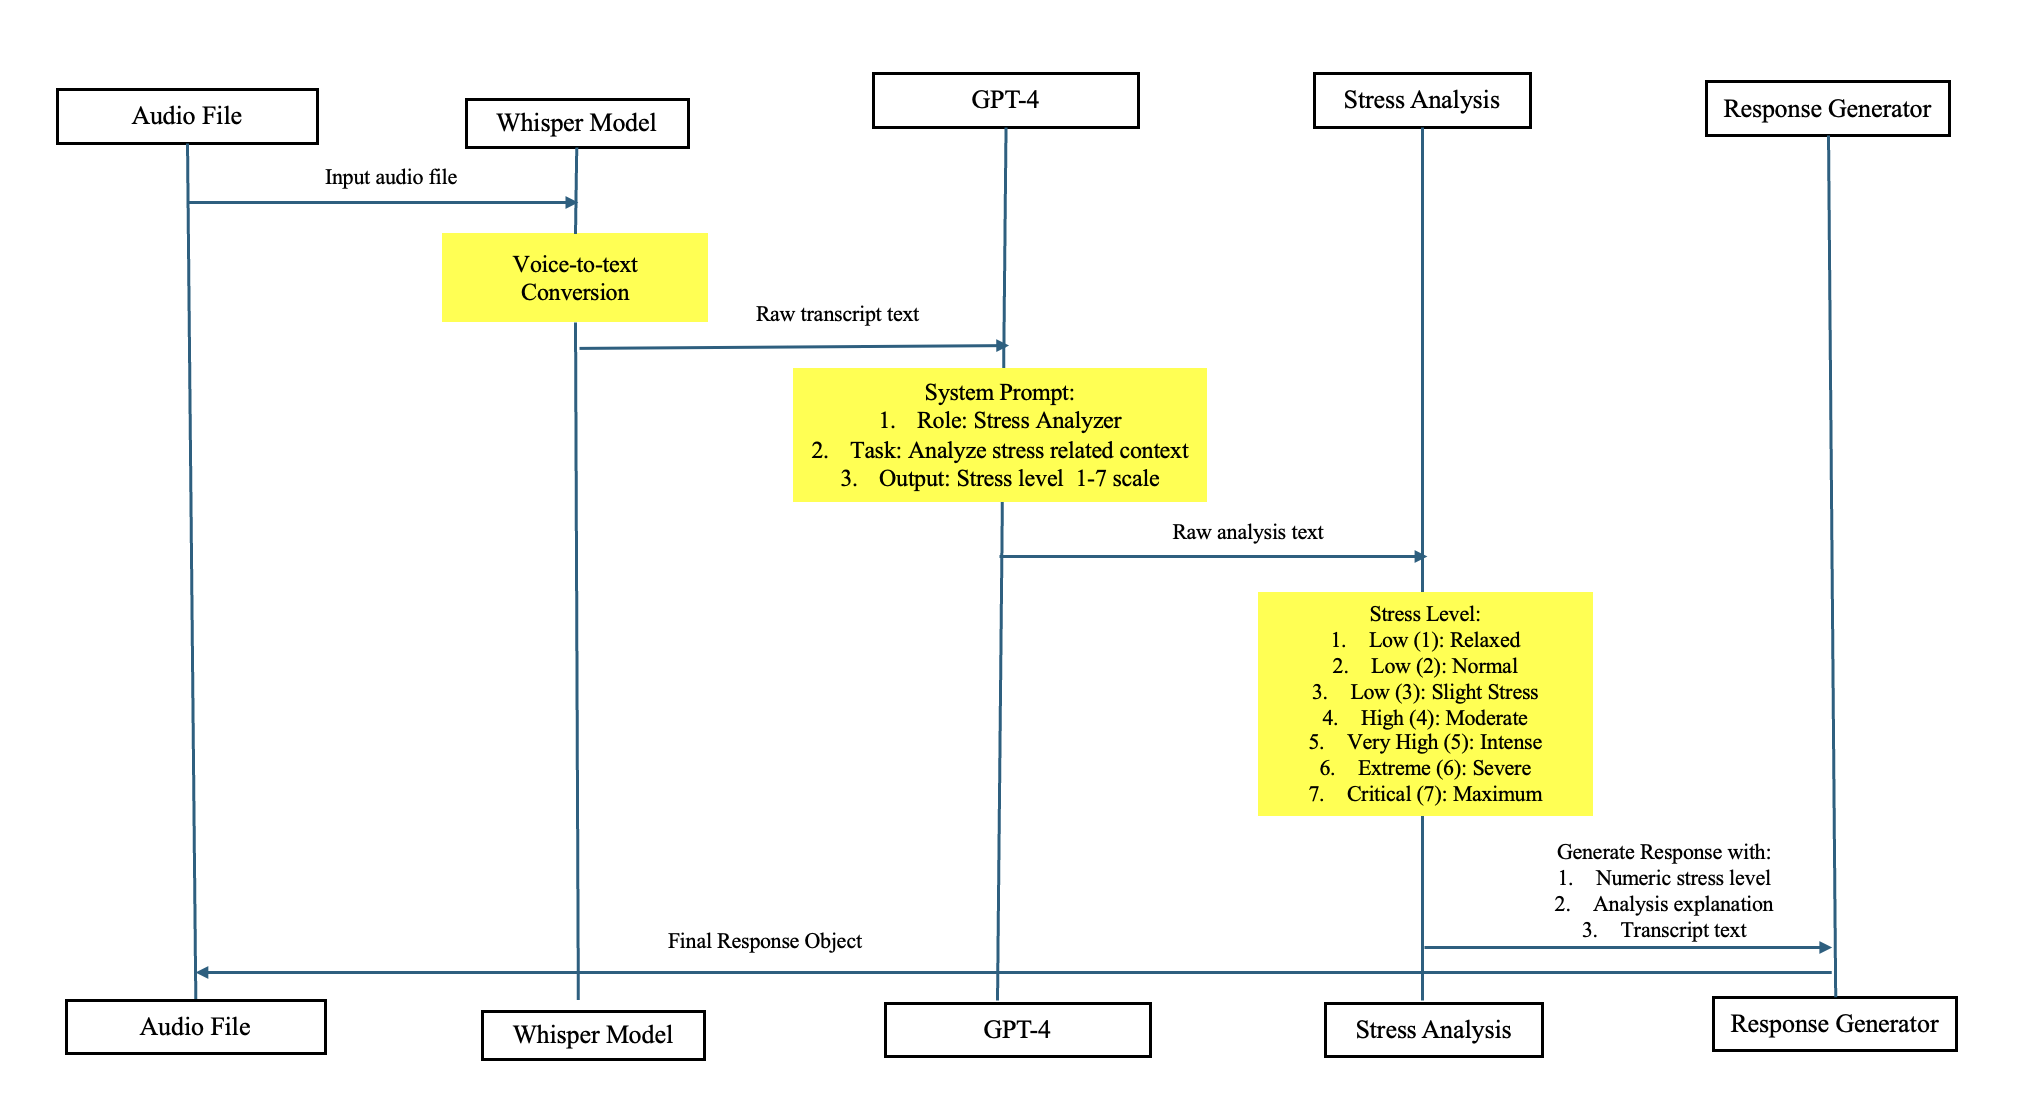 Audio File
Whisper Model
GPT-4
Stress Analysis
Response Generator
Input audio file
Voice-to-text
Conversion
Raw transcript text
System Prompt:
1. Role: Stress Analyzer
2. Task: Analyze stress related context
3. Output: Stress level 1-7 scale
Raw analysis text
Stress Level:
1. Low (1): Relaxed
2. Low (2): Normal
3. Low (3): Slight Stress
4. High (4): Moderate
5. Very High (5): Intense
6. Extreme (6): Severe
7. Critical (7): Maximum
Generate Response with:
1. Numeric stress level
2. Analysis explanation
3. Transcript text
Final Response Object
Audio File
Whisper Model
GPT-4
Stress Analysis
Response Generator